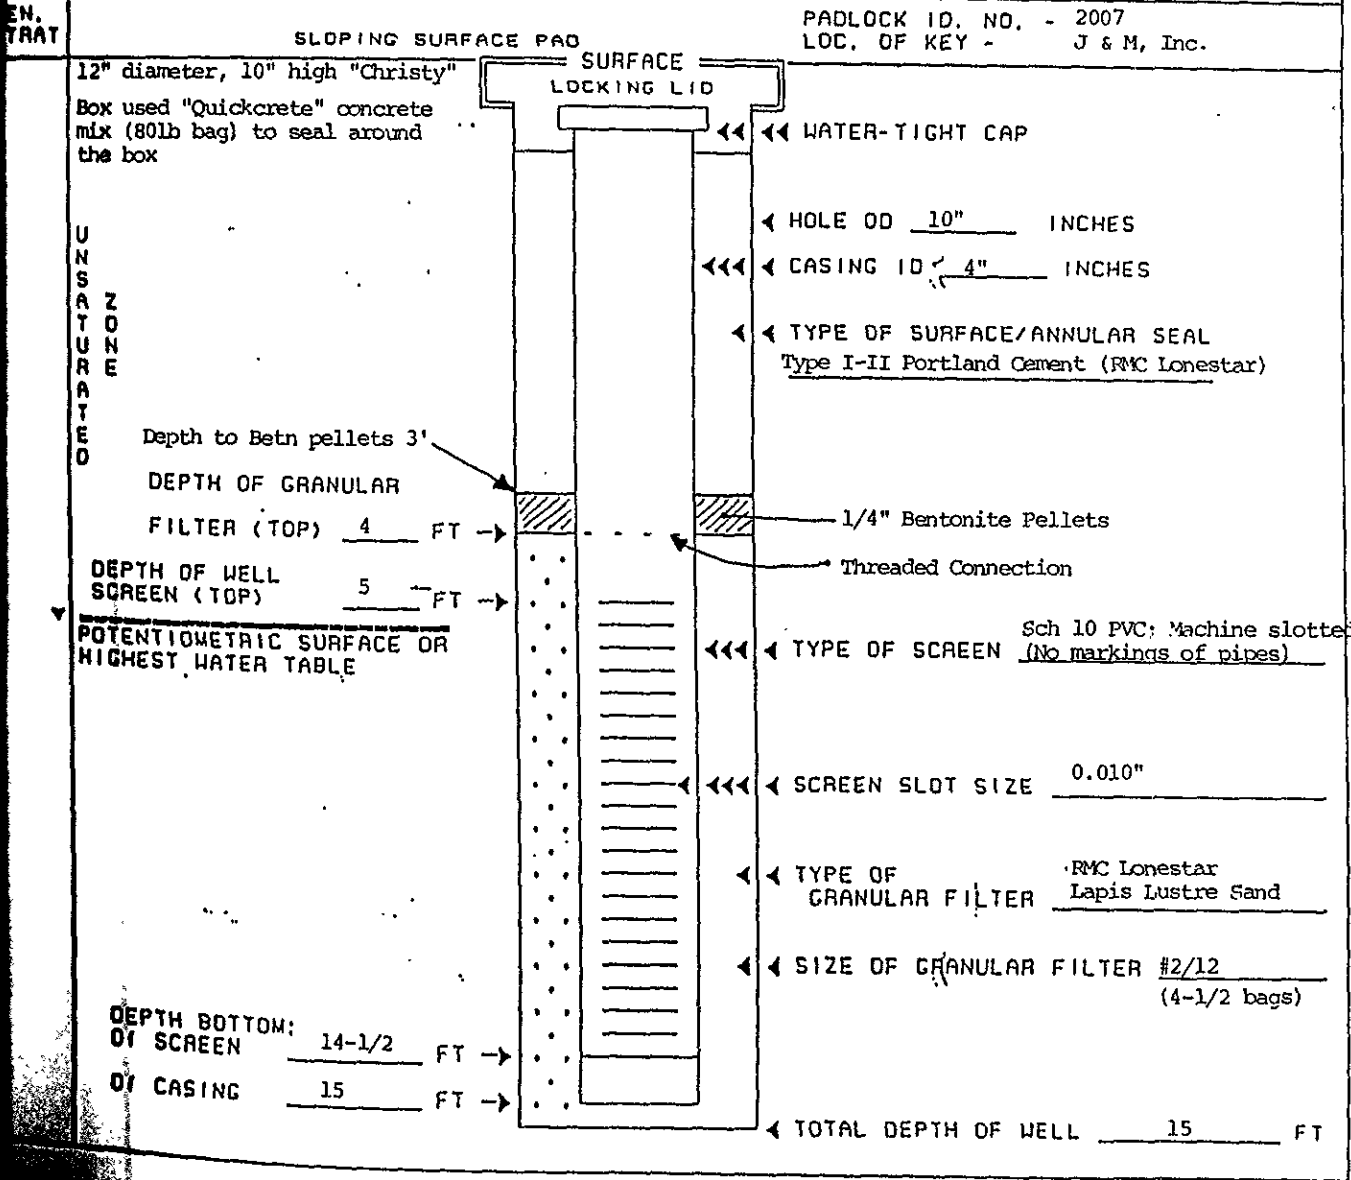 EN.
TRAT
SLOPING SURFACE PAD
PADLOCK ID. NO. - 2007
LOC. OF KEY - J & M, Inc.
12" diameter, 10" high "Christy"
Box used "Quickcrete" concrete
mix (80lb bag) to seal around
the box
SURFACE
LOCKING LID
WATER-TIGHT CAP
HOLE OD 10" INCHES
CASING ID 4" INCHES
TYPE OF SURFACE/ANNULAR SEAL
Type I-II Portland Cement (RMC Lonestar)
UNSATURATED
ZONE
Depth to Betn pellets 3'
DEPTH OF GRANULAR
FILTER (TOP) 4 FT
1/4" Bentonite Pellets
Threaded Connection
DEPTH OF WELL
SCREEN (TOP) 5 FT
POTENTIOMETRIC SURFACE OR
HIGHEST WATER TABLE
Sch 10 PVC; Machine slotted
TYPE OF SCREEN (No markings of pipes)
SCREEN SLOT SIZE 0.010"
TYPE OF RMC Lonestar
GRANULAR FILTER Lapis Lustre Sand
SIZE OF GRANULAR FILTER #2/12
(4-1/2 bags)
DEPTH BOTTOM:
Of SCREEN 14-1/2 FT
Of CASING 15 FT
TOTAL DEPTH OF WELL 15 FT